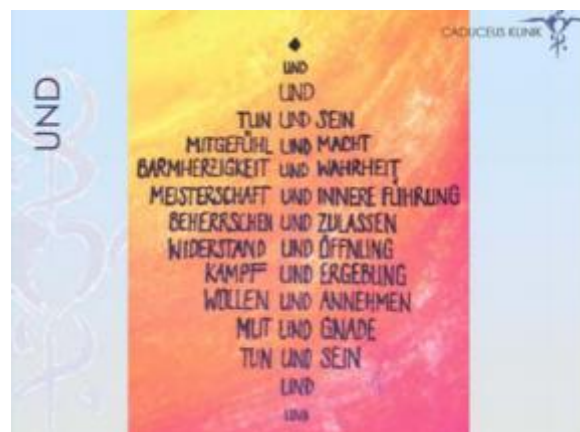 CADUCEUS KLINIK
UND
UND
UND
TUN UND SEIN
MITGEFÜHL UND MACHT
BARMHERZIGKEIT UND WAHRHEIT
MEISTERSCHAFT UND INNERE FÜHRUNG
BEHERRSCHEN UND ZULASSEN
WIDERSTAND UND ÖFFNUNG
KAMPF UND ERGEBUNG
WOLLEN UND ANNEHMEN
MUT UND GNADE
TUN UND SEIN
UND
UND